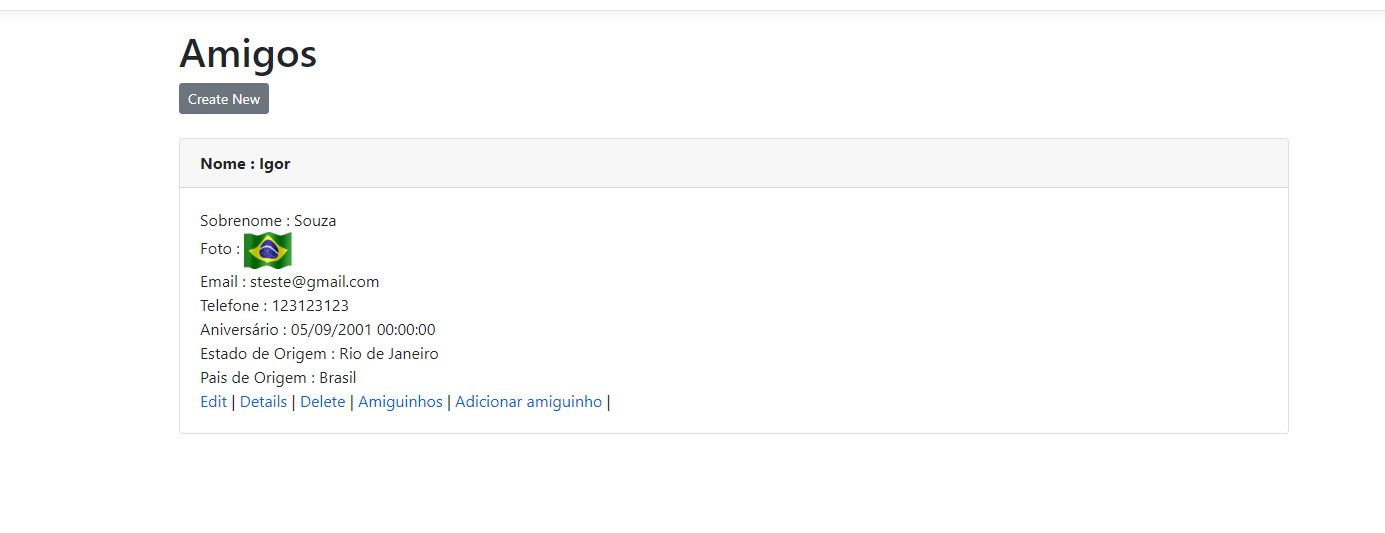 Amigos
Create New
Nome : Igor
Sobrenome : Souza
Foto :
Email : steste@gmail.com
Telefone : 123123123
Aniversário : 05/09/2001 00:00:00
Estado de Origem : Rio de Janeiro
Pais de Origem : Brasil
Edit | Details | Delete | Amiguinhos | Adicionar amiguinho |